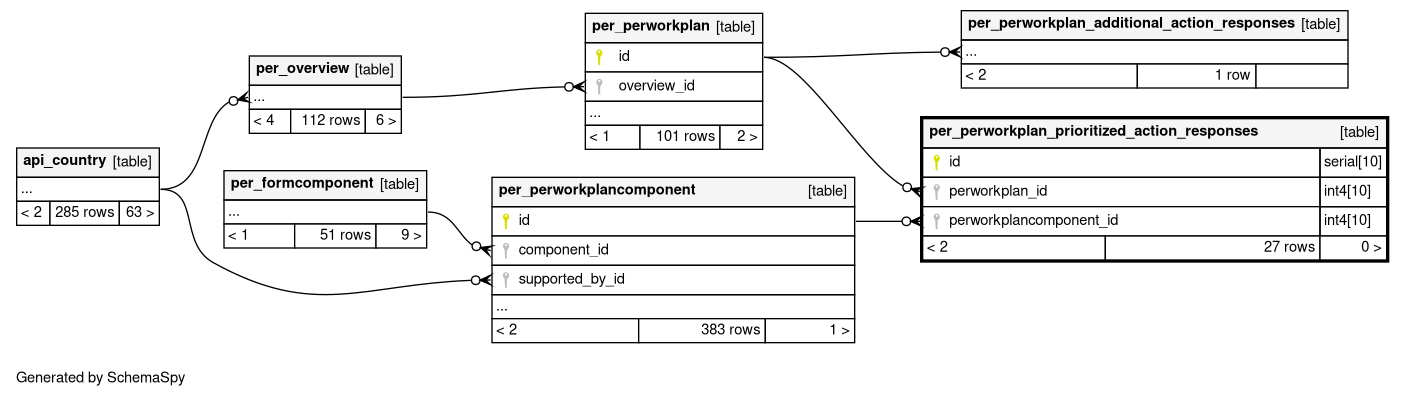 api_country [table]
...
< 2 285 rows 63 >
per_overview [table]
...
< 4 112 rows 6 >
per_formcomponent [table]
...
< 1 51 rows 9 >
per_perworkplan [table]
id
overview_id
...
< 1 101 rows 2 >
per_perworkplancomponent [table]
id
component_id
supported_by_id
...
< 2 383 rows 1 >
per_perworkplan_additional_action_responses [table]
...
< 2 1 row
per_perworkplan_prioritized_action_responses [table]
id serial[10]
perworkplan_id int4[10]
perworkplancomponent_id int4[10]
< 2 27 rows 0 >
Generated by SchemaSpy